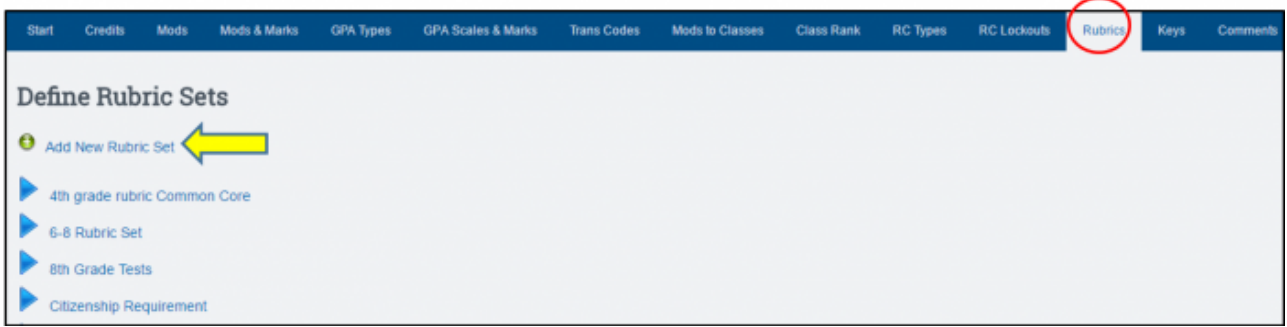 Start Credits Mods Mods & Marks GPA Types GPA Scales & Marks Trans Codes Mods to Classes Class Rank RC Types RC Lockouts Rubrics Keys Comments
Define Rubric Sets
Add New Rubric Set
4th grade rubric Common Core
6-8 Rubric Set
8th Grade Tests
Citizenship Requirement